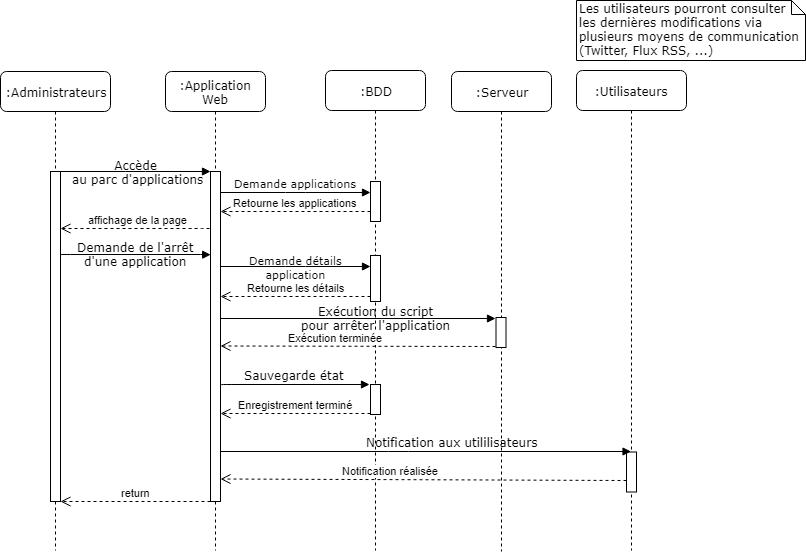 Les utilisateurs pourront consulter
les dernières modifications via
plusieurs moyens de communication
(Twitter, Flux RSS, ...)
:Administrateurs
:Application
Web
:BDD
:Serveur
:Utilisateurs
Accède
au parc d'applications
Demande applications
Retourne les applications
affichage de la page
Demande de l'arrêt
d'une application
Demande détails
application
Retourne les détails
Exécution du script
pour arrêter l'application
Exécution terminée
Sauvegarde état
Enregistrement terminé
Notification aux utililisateurs
Notification réalisée
return